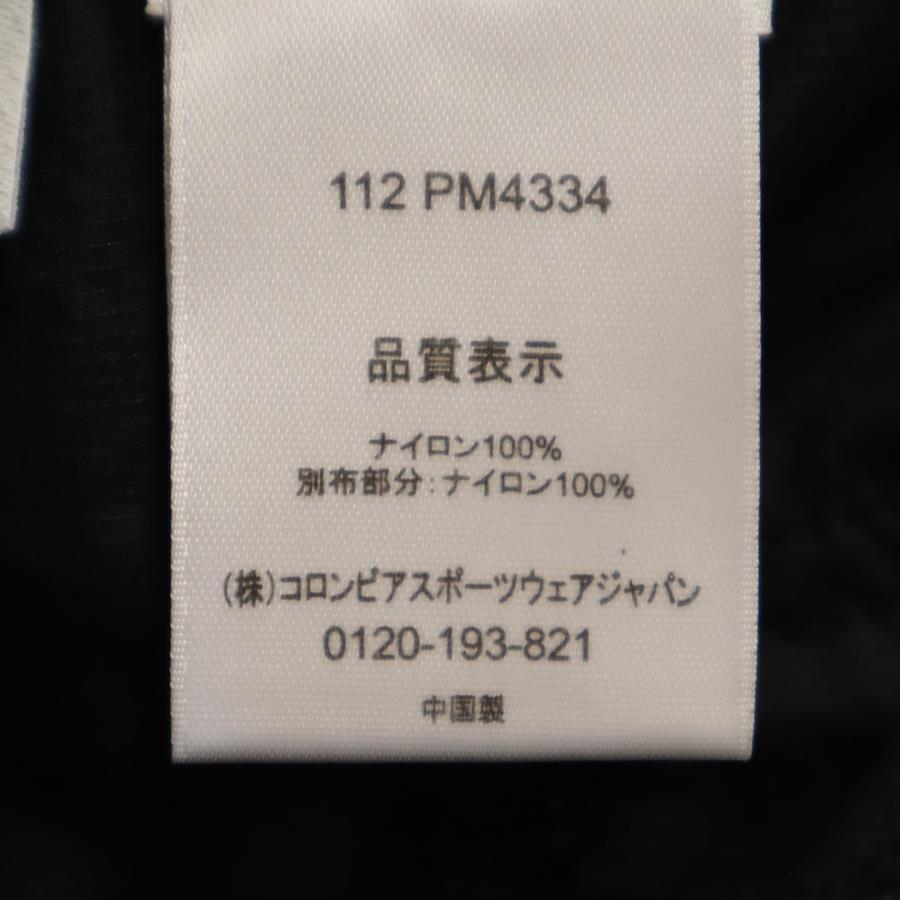 112 PM4334
品質表示
ナイロン100%
別布部分:ナイロン100%
(株)コロンビアスポーツウェアジャパン
0120-193-821
中国製